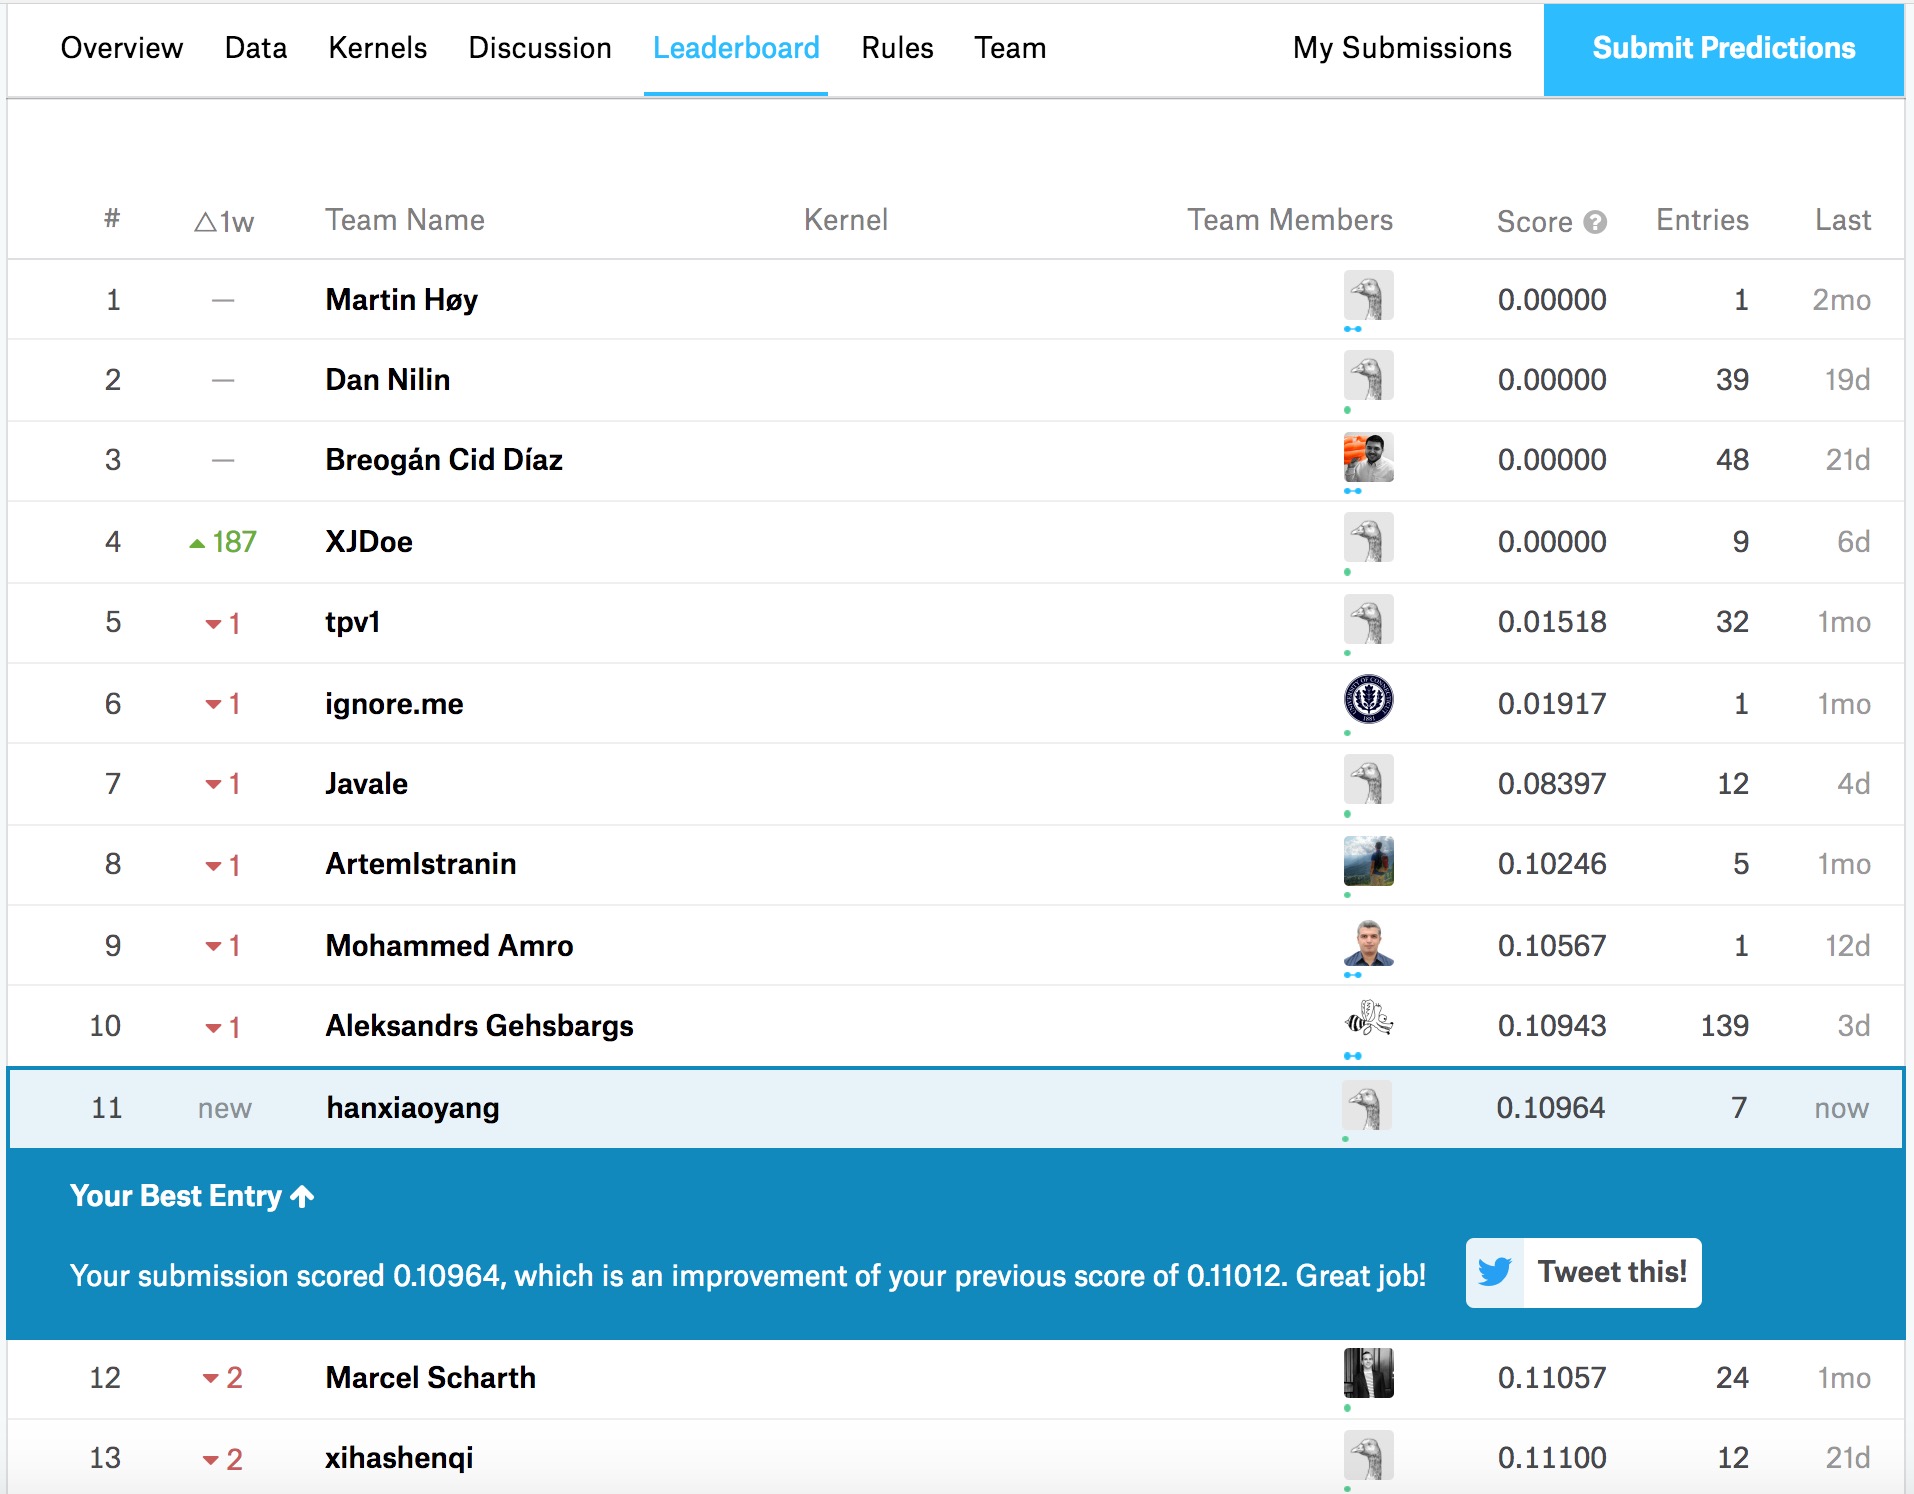 Overview Data Kernels Discussion Leaderboard Rules Team My Submissions Submit Predictions
# △1w Team Name Kernel Team Members Score ? Entries Last
1 — Martin Høy 0.00000 1 2mo
2 — Dan Nilin 0.00000 39 19d
3 — Breogán Cid Díaz 0.00000 48 21d
4 ▲187 XJDoe 0.00000 9 6d
5 ▼1 tpv1 0.01518 32 1mo
6 ▼1 ignore.me 0.01917 1 1mo
7 ▼1 Javale 0.08397 12 4d
8 ▼1 ArtemIstranin 0.10246 5 1mo
9 ▼1 Mohammed Amro 0.10567 1 12d
10 ▼1 Aleksandrs Gehsbargs 0.10943 139 3d
11 new hanxiaoyang 0.10964 7 now
Your Best Entry ↑
Your submission scored 0.10964, which is an improvement of your previous score of 0.11012. Great job! Tweet this!
12 ▼2 Marcel Scharth 0.11057 24 1mo
13 ▼2 xihashenqi 0.11100 12 21d